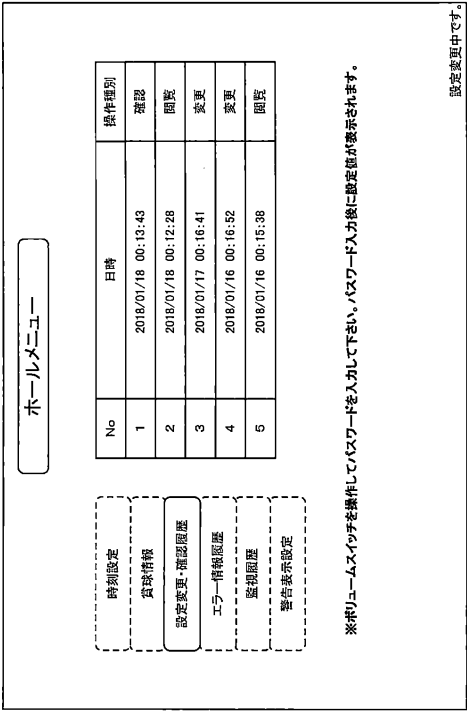 ホールメニュー
時刻設定
賞球情報
設定変更・確認履歴
エラー情報履歴
監視履歴
警告表示設定
No 日時 操作種別
1 2018/01/18 00:13:43 確認
2 2018/01/18 00:12:28 閲覧
3 2018/01/17 00:16:41 変更
4 2018/01/16 00:16:52 変更
5 2018/01/16 00:15:38 閲覧
※ボリュームスイッチを操作してパスワードを入力して下さい。パスワード入力後に設定値が表示されます。
設定変更中です。